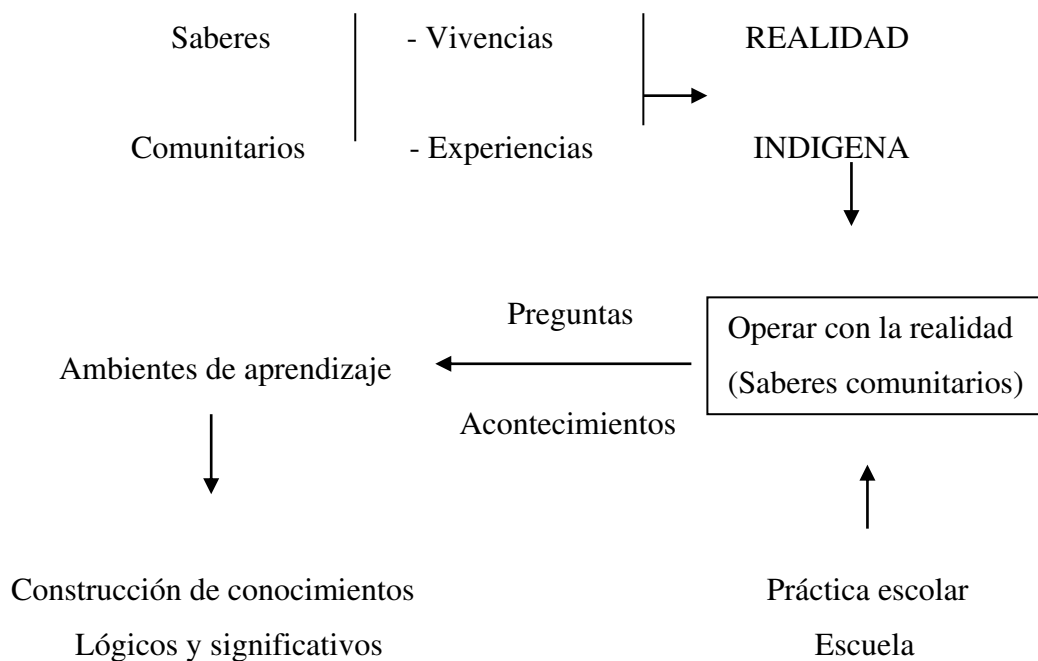 Saberes - Vivencias REALIDAD
Comunitarios - Experiencias INDIGENA
Preguntas
Operar con la realidad
(Saberes comunitarios)
Ambientes de aprendizaje
Acontecimientos
Construcción de conocimientos
Lógicos y significativos
Práctica escolar
Escuela